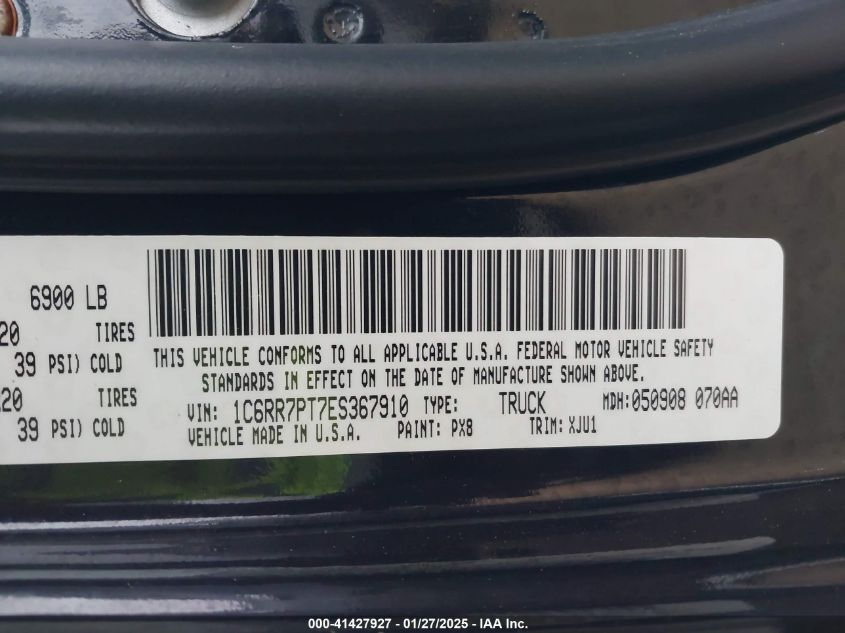 6900 LB
20 TIRES
39 PSI) COLD
20 TIRES
39 PSI) COLD
THIS VEHICLE CONFORMS TO ALL APPLICABLE U.S.A. FEDERAL MOTOR VEHICLE SAFETY
STANDARDS IN EFFECT ON THE DATE OF MANUFACTURE SHOWN ABOVE.
VIN: 1C6RR7PT7ES367910 TYPE: TRUCK MDH: 050908 070AA
VEHICLE MADE IN U.S.A. PAINT: PX8 TRIM: XJU1
000-41427927 - 01/27/2025 - IAA Inc.